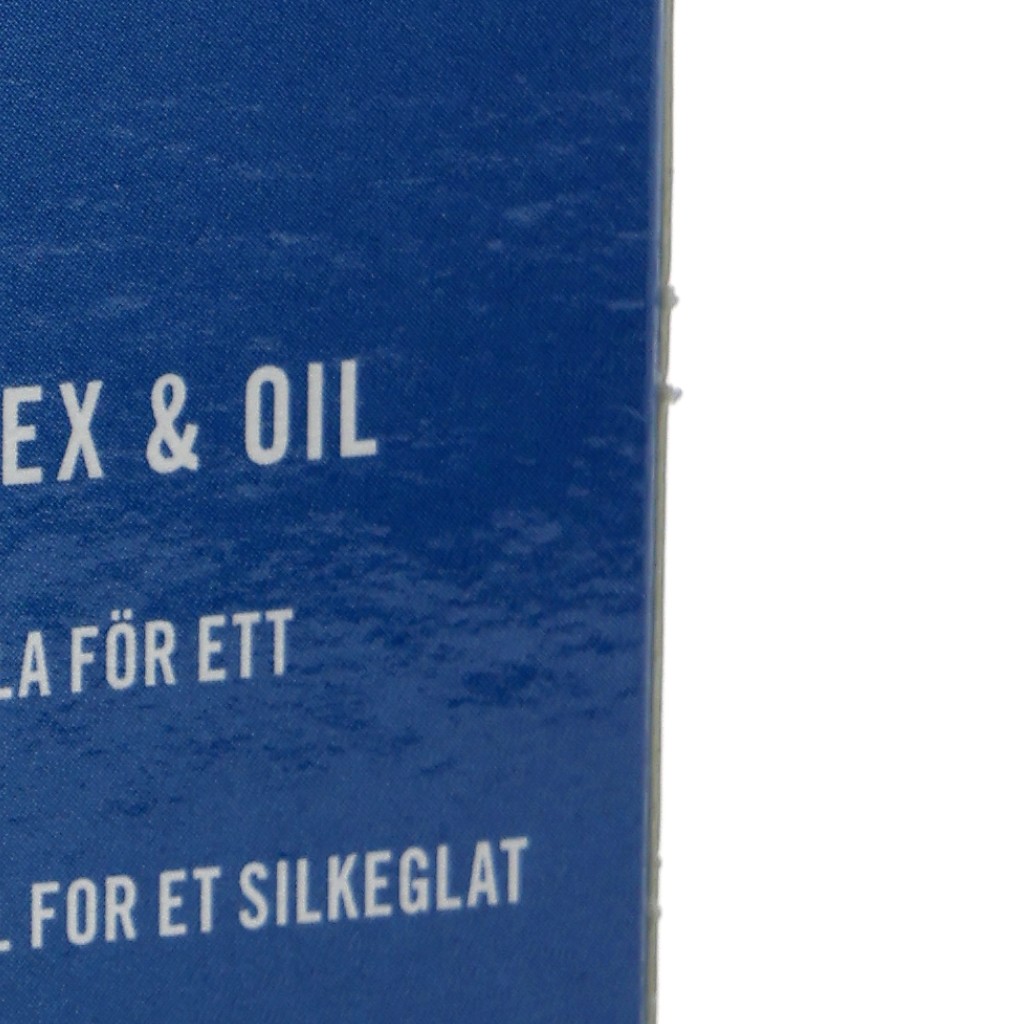 EX & OIL
LA FÖR ETT
L FOR ET SILKEGLAT